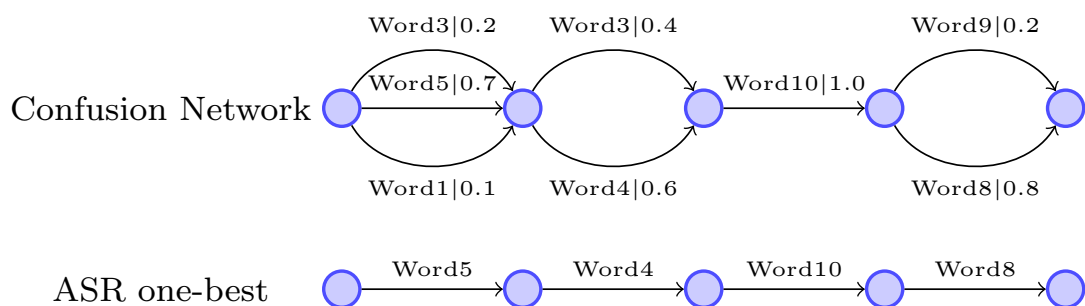 Word3|0.2 Word3|0.4 Word9|0.2
Confusion Network Word5|0.7 Word10|1.0
Word1|0.1 Word4|0.6 Word8|0.8
ASR one-best Word5 Word4 Word10 Word8